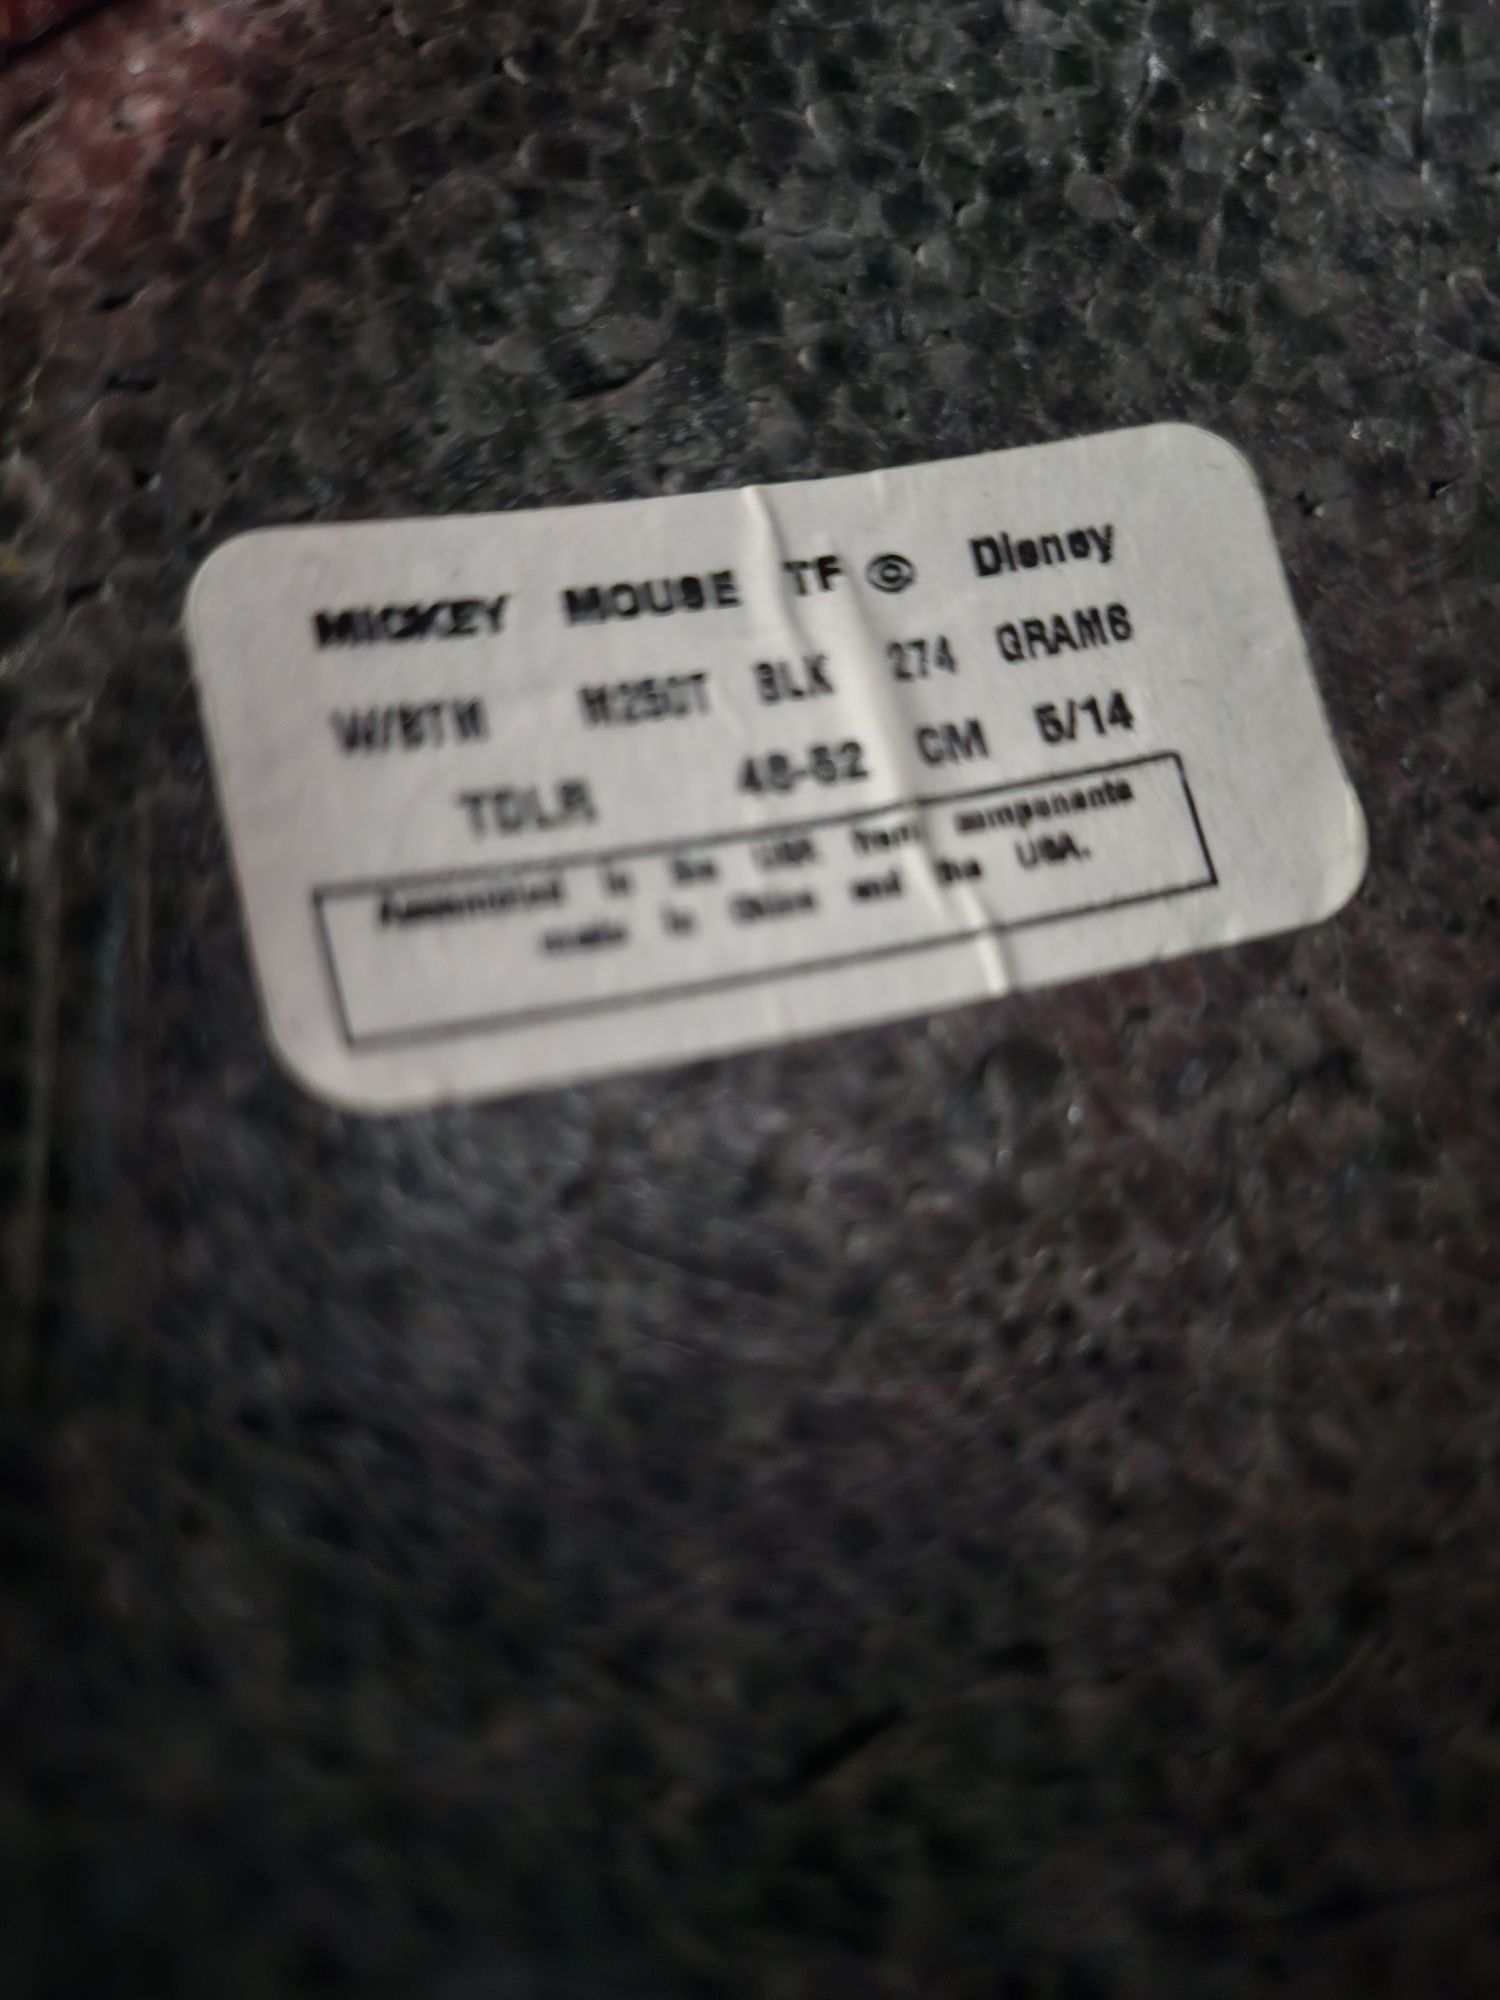 MICKEY MOUSE TF © Disney
W/BTM M250T BLK 274 GRAMS
TDLR 48-52 CM 5/14
Assembled in the USA from components
made in China and the USA.